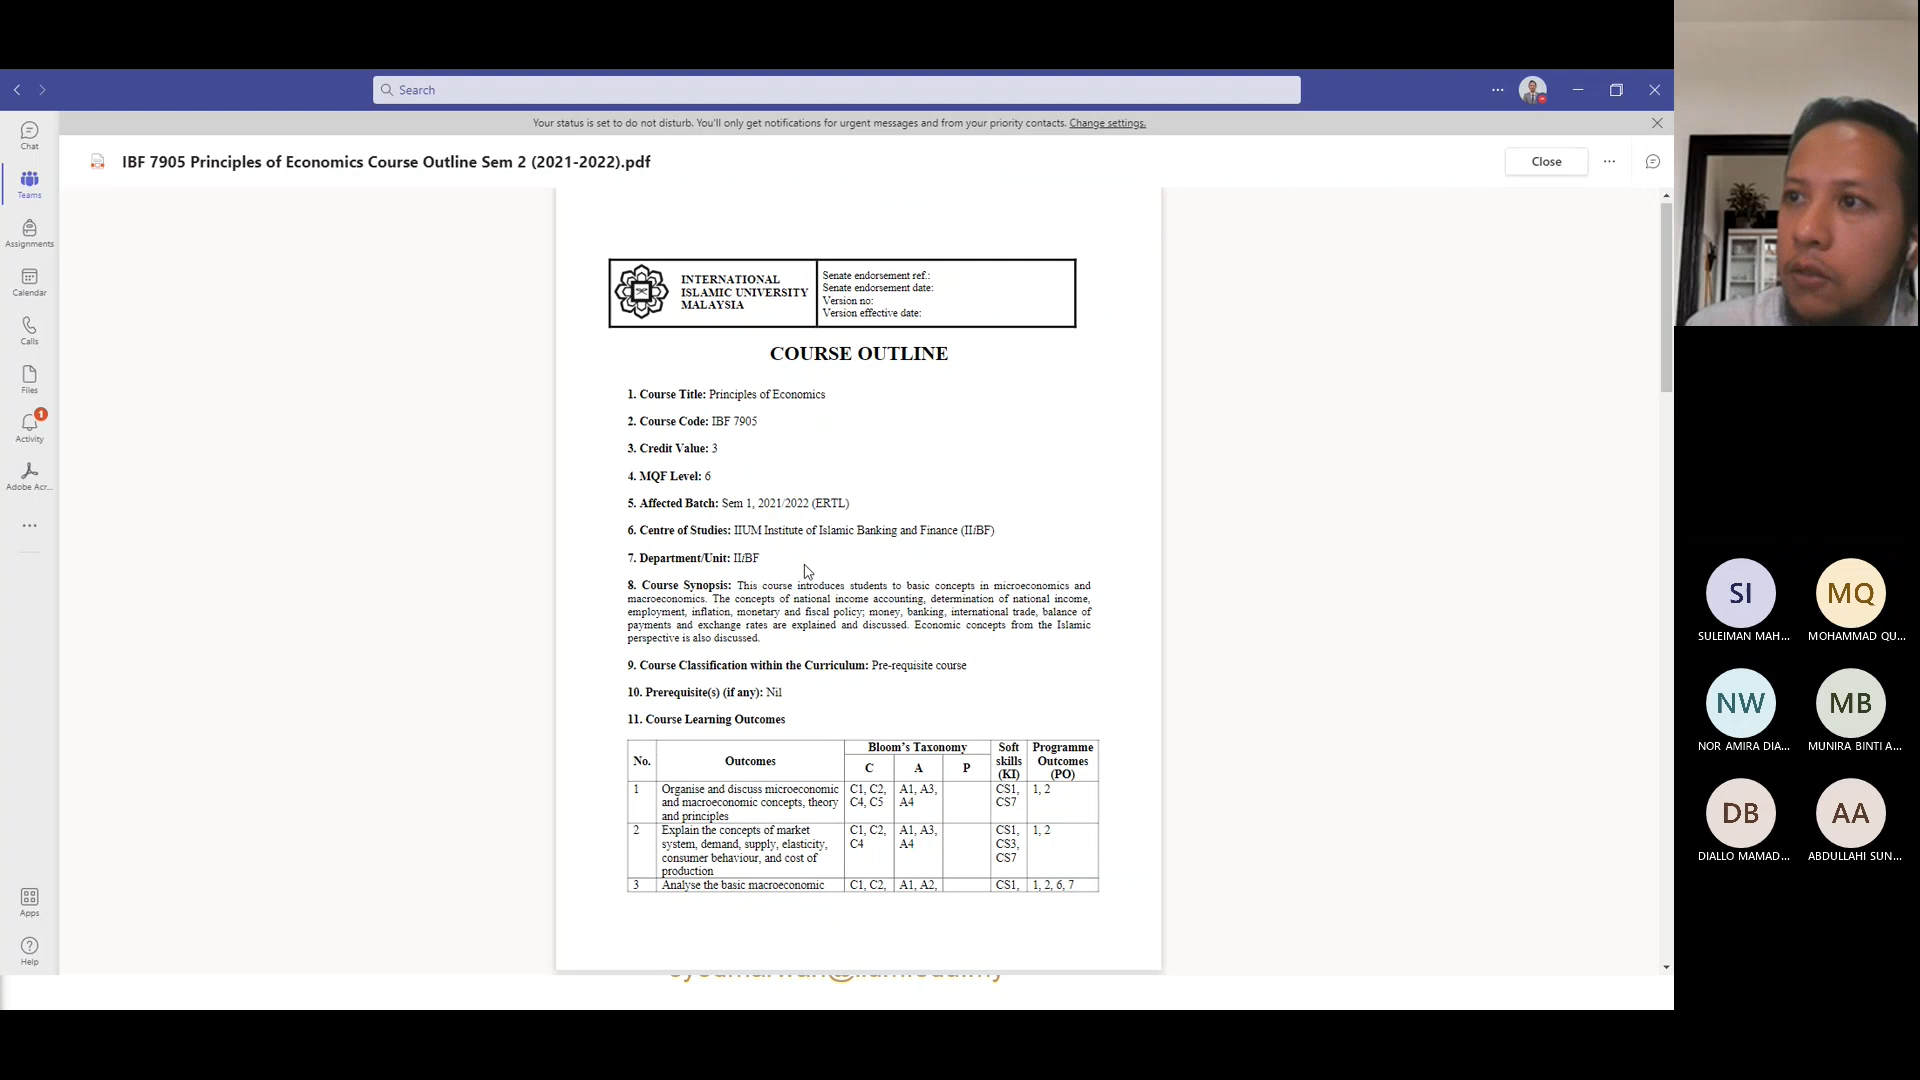 Search
Your status is set to do not disturb. You'll only get notifications for urgent messages and from your priority contacts. Change settings.
Chat
Teams
Assignments
Calendar
Calls
Files
1
Activity
Adobe Acr...
Apps
Help
IBF 7905 Principles of Economics Course Outline Sem 2 (2021-2022).pdf
Close
INTERNATIONAL
ISLAMIC UNIVERSITY
MALAYSIA
Senate endorsement ref.:
Senate endorsement date:
Version no:
Version effective date:
COURSE OUTLINE
1. Course Title: Principles of Economics
2. Course Code: IBF 7905
3. Credit Value: 3
4. MQF Level: 6
5. Affected Batch: Sem 1, 2021/2022 (ERTL)
6. Centre of Studies: IIUM Institute of Islamic Banking and Finance (IIiBF)
7. Department/Unit: IIiBF
8. Course Synopsis: This course introduces students to basic concepts in microeconomics and
macroeconomics. The concepts of national income accounting, determination of national income,
employment, inflation, monetary and fiscal policy; money, banking, international trade, balance of
payments and exchange rates are explained and discussed. Economic concepts from the Islamic
perspective is also discussed.
9. Course Classification within the Curriculum: Pre-requisite course
10. Prerequisite(s) (if any): Nil
11. Course Learning Outcomes
No. Outcomes Bloom's Taxonomy Soft skills (KI) Programme Outcomes (PO)
C A P
1 Organise and discuss microeconomic C1, C2, A1, A3, CS1, 1, 2
and macroeconomic concepts, theory C4, C5 A4 CS7
and principles
2 Explain the concepts of market C1, C2, A1, A3, CS1, 1, 2
system, demand, supply, elasticity, C4 A4 CS3,
consumer behaviour, and cost of CS7
production
3 Analyse the basic macroeconomic C1, C2, A1, A2, CS1, 1, 2, 6, 7
SI
SULEIMAN MAH...
MQ
MOHAMMAD QU...
NW
NOR AMIRA DIA...
MB
MUNIRA BINTI A...
DB
DIALLO MAMAD...
AA
ABDULLAHI SUN...